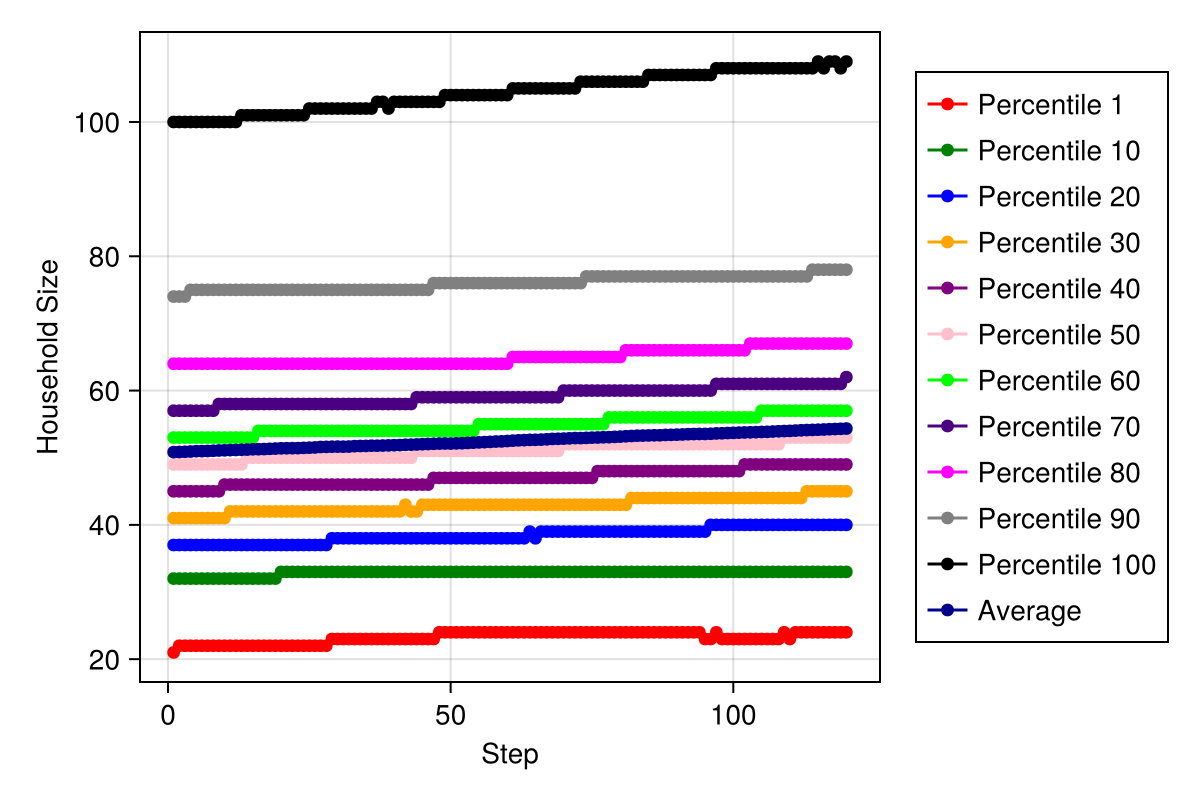 100
80
60
40
20
Household Size
0
50
100
Step
Percentile 1
Percentile 10
Percentile 20
Percentile 30
Percentile 40
Percentile 50
Percentile 60
Percentile 70
Percentile 80
Percentile 90
Percentile 100
Average